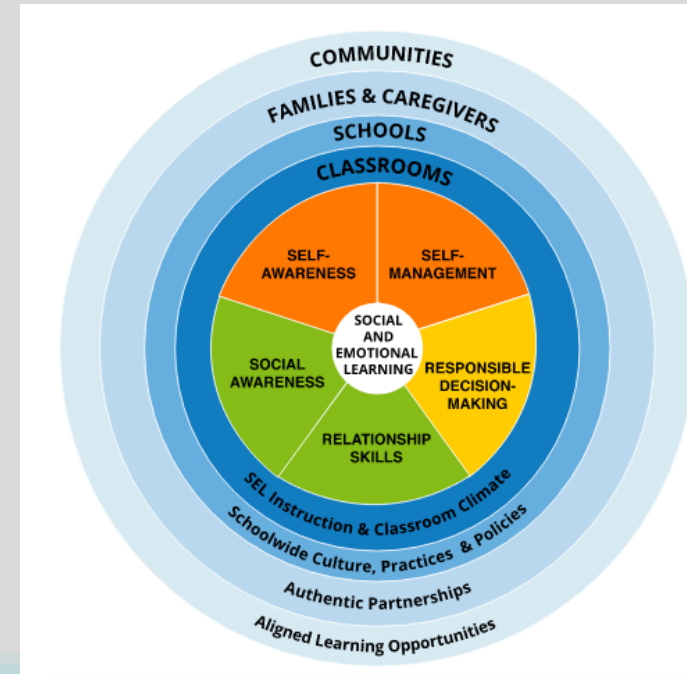 COMMUNITIES
FAMILIES & CAREGIVERS
SCHOOLS
CLASSROOMS
SELF-
AWARENESS
SELF-
MANAGEMENT
SOCIAL
AND
EMOTIONAL
LEARNING
SOCIAL
AWARENESS
RESPONSIBLE
DECISION-
MAKING
RELATIONSHIP
SKILLS
SEL Instruction & Classroom Climate
Schoolwide Culture, Practices & Policies
Authentic Partnerships
Aligned Learning Opportunities